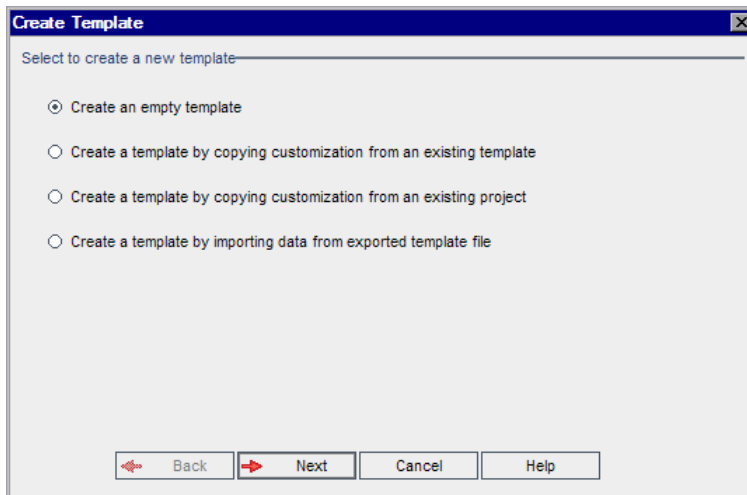 Create Template
Select to create a new template
Create an empty template
Create a template by copying customization from an existing template
Create a template by copying customization from an existing project
Create a template by importing data from exported template file
Back Next Cancel Help